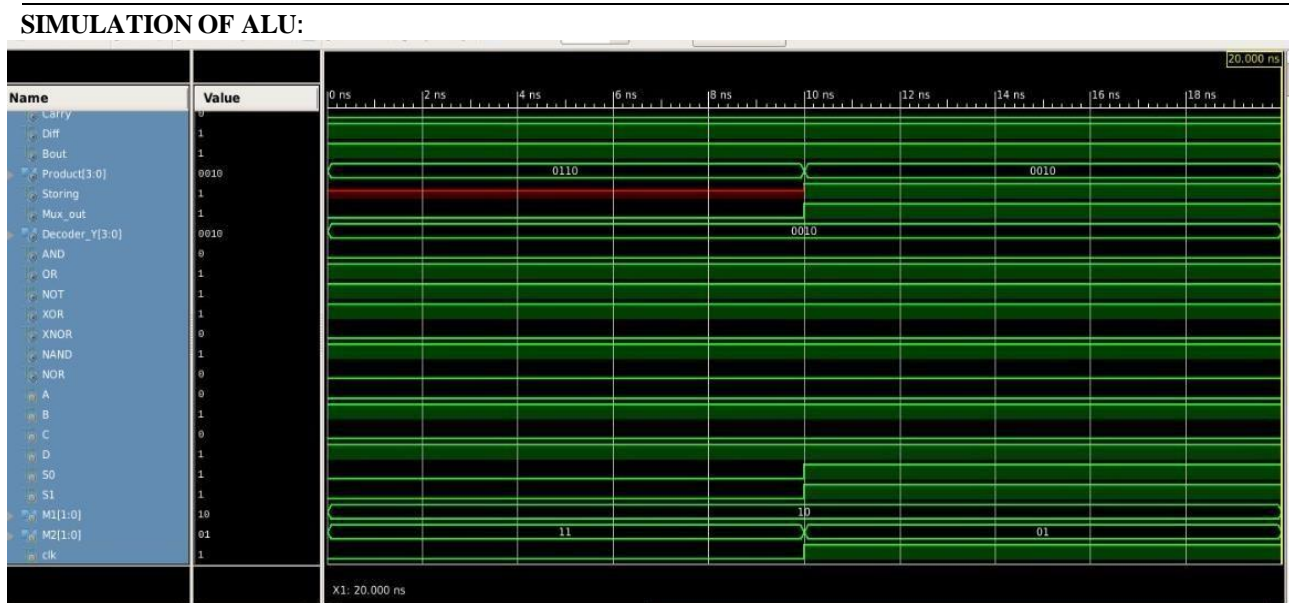 SIMULATION OF ALU:
20.000 ns
Name Value 0 ns 2 ns 4 ns 6 ns 8 ns 10 ns 12 ns 14 ns 16 ns 18 ns
Carry 0
Diff 1
Bout 1
Product[3:0] 0010 0110 0010
Storing 1
Mux_out 1
Decoder_Y[3:0] 0010 0010
AND 0
OR 1
NOT 1
XOR 1
XNOR 0
NAND 1
NOR 0
A 0
B 1
C 0
D 1
S0 1
S1 1
M1[1:0] 10 10
M2[1:0] 01 11 01
clk 1
X1: 20.000 ns